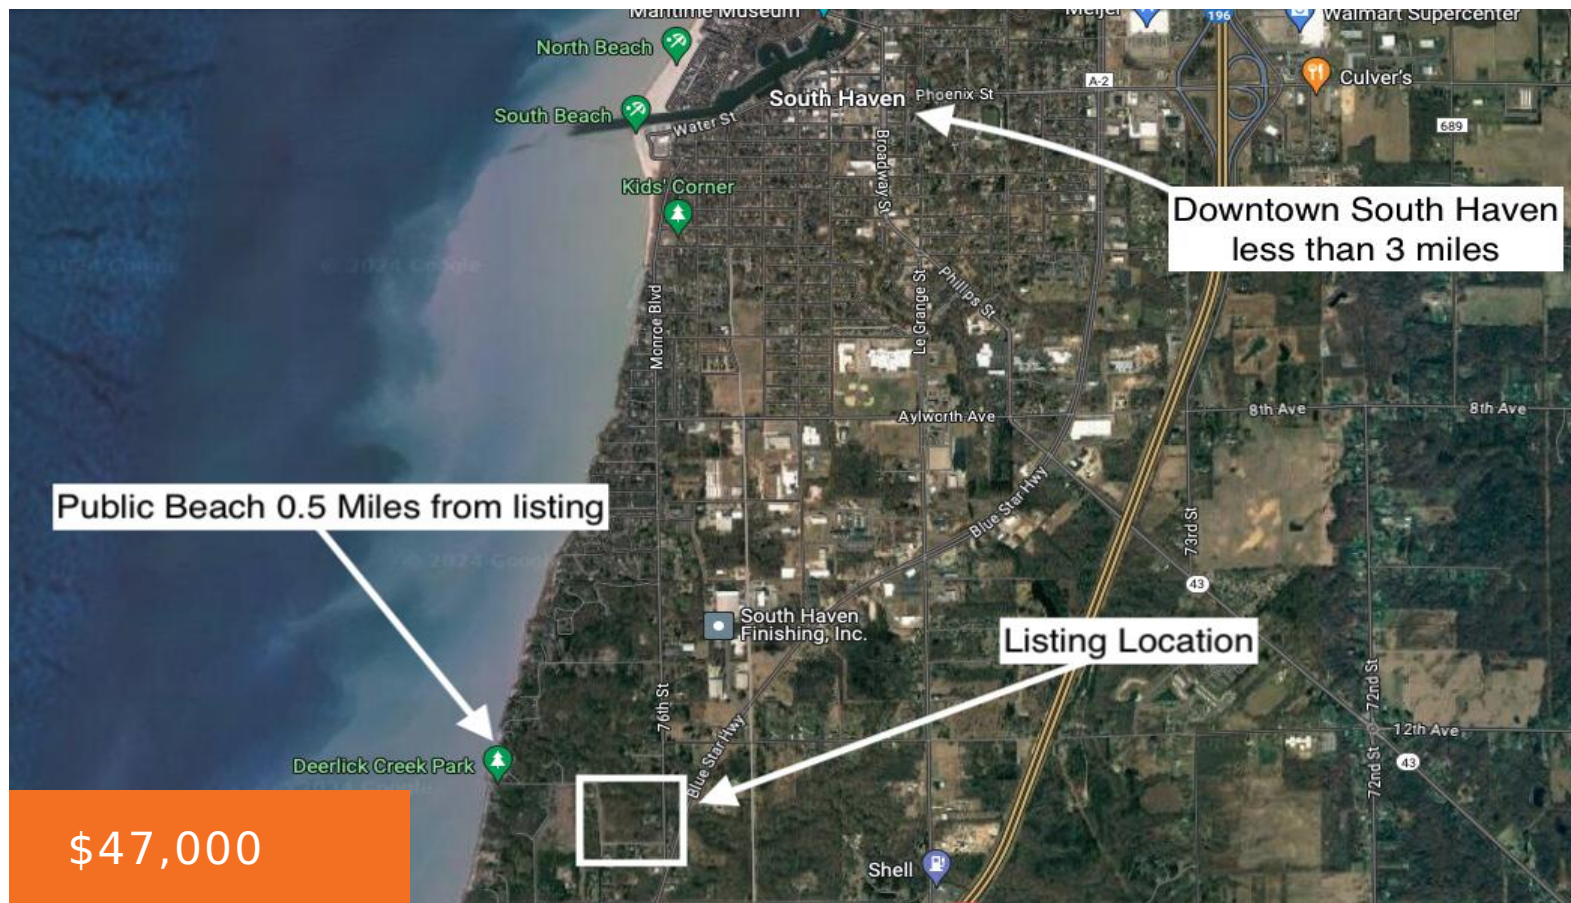 Maritime Museum
Meijer
196
Walmart Supercenter
North Beach
Culver's
A-2
South Haven
Phoenix St
South Beach
Water St
689
Broadway St
Kids' Corner
Downtown South Haven
less than 3 miles
© 2024 Google
Phillips St
Le Grange St
Monroe Blvd
Aylworth Ave
8th Ave
8th Ave
Public Beach 0.5 Miles from listing
Blue Star Hwy
73rd St
© 2024 Google
43
South Haven
Finishing, Inc.
Listing Location
76th St
72nd St
Blue Star Hwy
12th Ave
Deerlick Creek Park
43
72nd St
$47,000
Shell